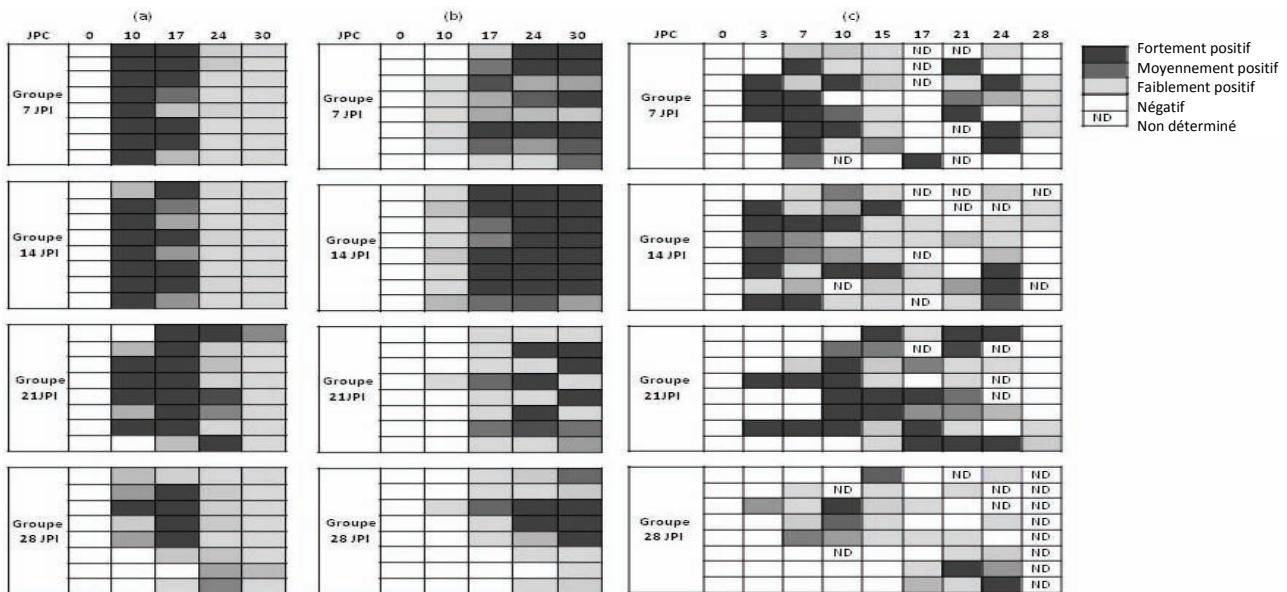 (a) (b) (c)
JPC 0 10 17 24 30 JPC 0 10 17 24 30 JPC 0 3 7 10 15 17 21 24 28
Fortement positif
Moyennement positif
Faiblement positif
Négatif
ND Non déterminé
Groupe
7 JPI
Groupe
7 JPI
Groupe
7 JPI
ND ND
ND
ND
ND
ND ND
Groupe
14 JPI
Groupe
14 JPI
Groupe
14 JPI
ND ND ND
ND ND
ND
ND ND
ND
Groupe
21JPI
Groupe
21JPI
Groupe
21JPI
ND ND
ND
ND
Groupe
28 JPI
Groupe
28 JPI
Groupe
28 JPI
ND ND
ND ND ND
ND ND
ND
ND
ND ND
ND
ND